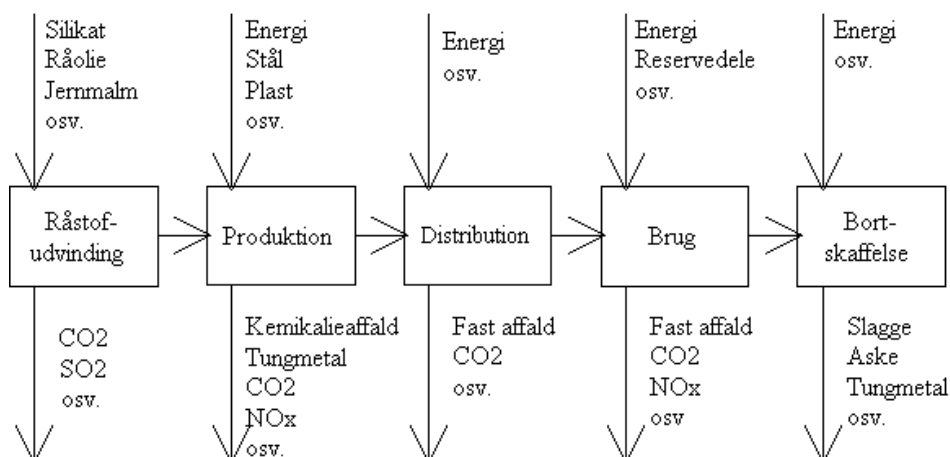 Silikat
Råolie
Jernmalm
osv.
Energi
Stål
Plast
osv.
Energi
osv.
Energi
Reservedele
osv.
Energi
osv.
Råstof-
udvinding
Produktion
Distribution
Brug
Bort-
skaffelse
CO2
SO2
osv.
Kemikalieaffald
Tungmetal
CO2
NOx
osv.
Fast affald
CO2
osv.
Fast affald
CO2
NOx
osv
Slagge
Aske
Tungmetal
osv.